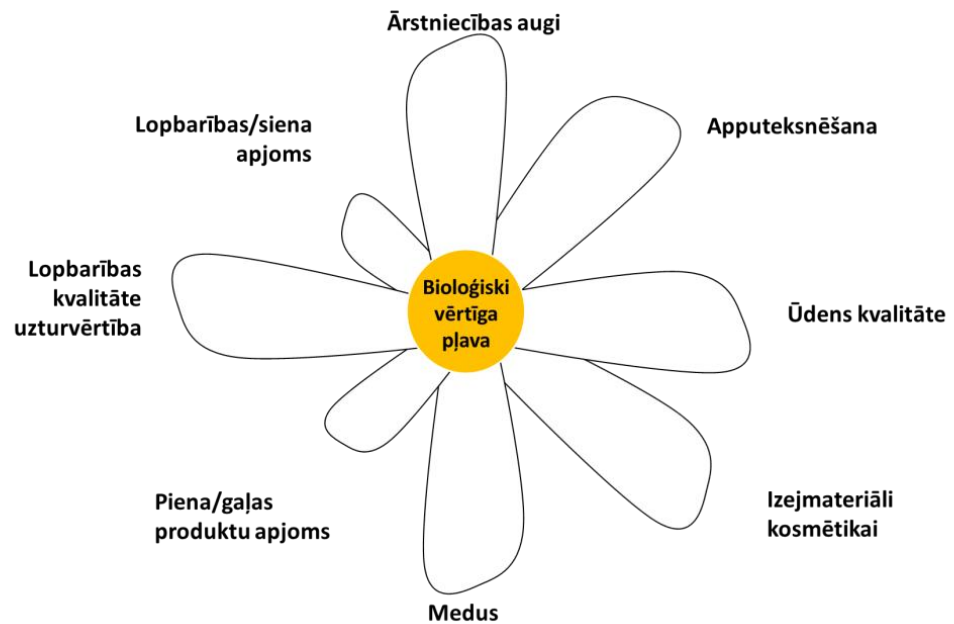 Ārstniecības augi
Lopbarības/siena
apjoms
Apputeksnēšana
Lopbarības
kvalitāte
uzturvērtība
Bioloģiski
vērtīga
pļava
Ūdens kvalitāte
Piena/gaļas
produktu apjoms
Izejmateriāli
kosmētikai
Medus